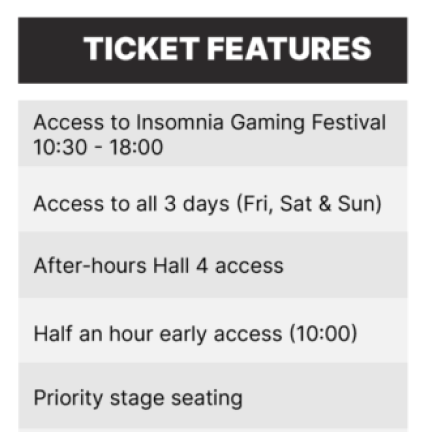 TICKET FEATURES
Access to Insomnia Gaming Festival
10:30 - 18:00
Access to all 3 days (Fri, Sat & Sun)
After-hours Hall 4 access
Half an hour early access (10:00)
Priority stage seating